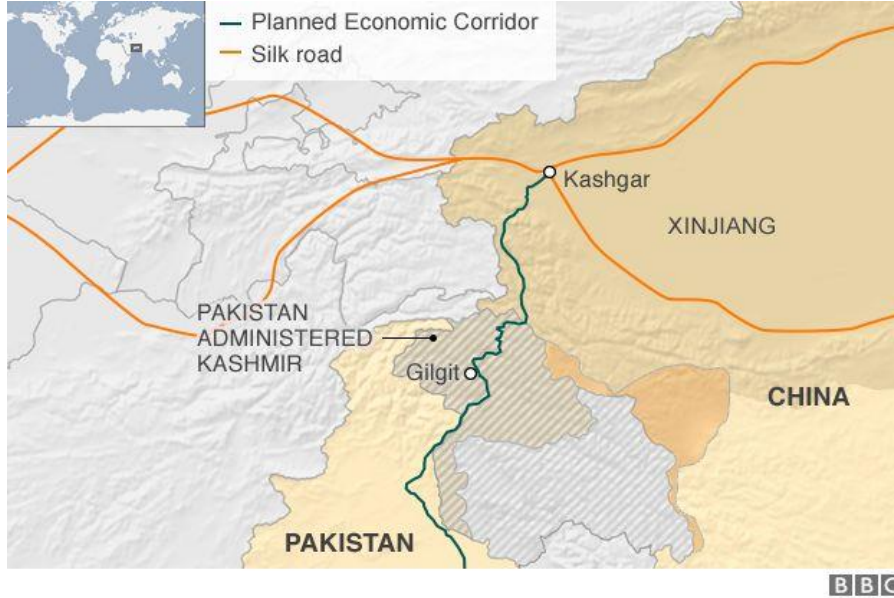 Planned Economic Corridor
Silk road
Kashgar
XINJIANG
PAKISTAN
ADMINISTERED
KASHMIR
Gilgit
CHINA
PAKISTAN
BBC